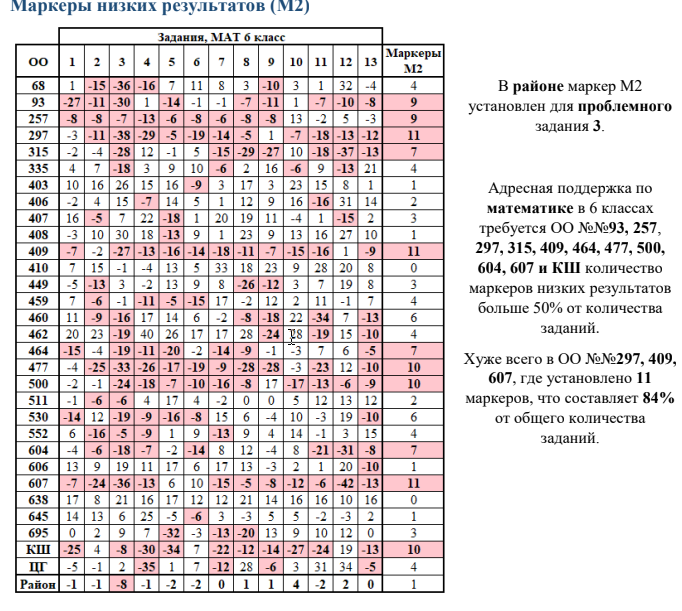 Маркеры низких результатов (М2)
Задания, МАТ 6 класс
ОО 1 2 3 4 5 6 7 8 9 10 11 12 13 Маркеры М2
68 1 -15 -36 -16 7 11 8 3 -10 3 1 32 -4 4
93 -27 -11 -30 1 -14 -1 -1 -7 -11 1 -7 -10 -8 9
257 -8 -8 -7 -13 -6 -8 -6 -8 -8 13 -2 5 -3 9
297 -3 -11 -38 -29 -5 -19 -14 -5 1 -7 -18 -13 -12 11
315 -2 -4 -28 12 -1 5 -15 -29 -27 10 -18 -37 -13 7
335 4 7 -18 3 9 10 -6 2 16 -6 9 -13 21 4
403 10 16 26 15 16 -9 3 17 3 23 15 8 1 1
406 -2 4 15 -7 14 5 1 12 9 16 -16 31 14 2
407 16 -5 7 22 -18 1 20 19 11 -4 1 -15 2 3
408 -3 10 30 18 -13 9 1 23 9 13 16 27 10 1
409 -7 -2 -27 -13 -16 -14 -18 -11 -7 -15 -16 1 -9 11
410 7 15 -1 -4 13 5 33 18 23 9 28 20 8 0
449 -5 -13 3 -2 13 9 8 -26 -12 3 7 19 8 3
459 7 -6 -1 -11 -5 -15 17 -2 12 2 11 -1 7 4
460 11 -9 -16 17 14 6 -2 -8 -18 22 -34 7 -13 6
462 20 23 -19 40 26 17 17 28 -24 28 -19 15 -10 4
464 -15 -4 -19 -11 -20 -2 -14 -9 -1 -3 7 6 -5 7
477 -4 -25 -33 -26 -17 -19 -9 -28 -28 -3 -23 12 -10 10
500 -2 -1 -24 -18 -7 -10 -16 -8 10 -17 -13 -6 -9 10
511 -1 -6 -6 4 17 4 -2 0 0 5 12 13 12 2
530 -14 12 -19 -9 -16 -8 15 6 -4 10 -3 19 -10 6
552 6 -16 -5 -9 1 9 -13 9 4 14 -1 3 15 4
604 -4 -6 -18 -7 -2 -14 8 12 -4 8 -21 -31 -8 7
606 13 9 19 11 17 6 17 13 -3 2 1 20 -10 1
607 -7 -24 -36 -13 6 10 -15 -5 -8 -12 -6 -42 -13 11
638 17 8 21 16 17 12 12 21 14 16 16 10 16 0
645 14 13 6 25 -5 -6 3 -3 5 5 -2 -3 2 1
695 0 2 9 7 -32 -3 -13 -20 13 9 10 12 0 3
КШ -25 4 -8 -30 -34 7 -22 -12 -14 -27 -24 19 -13 10
ЦГ -5 -1 2 -35 1 7 -12 28 -6 3 31 34 -5 4
Район -1 -1 -8 -1 -2 -2 0 1 1 4 -2 2 0 1
В районе маркер М2
установлен для проблемного
задания 3.
Адресная поддержка по
математике в 6 классах
требуется ОО №№93, 257,
297, 315, 409, 464, 477, 500,
604, 607 и КШ количество
маркеров низких результатов
больше 50% от количества
заданий.
Хуже всего в ОО №№297, 409,
607, где установлено 11
маркеров, что составляет 84%
от общего количества
заданий.